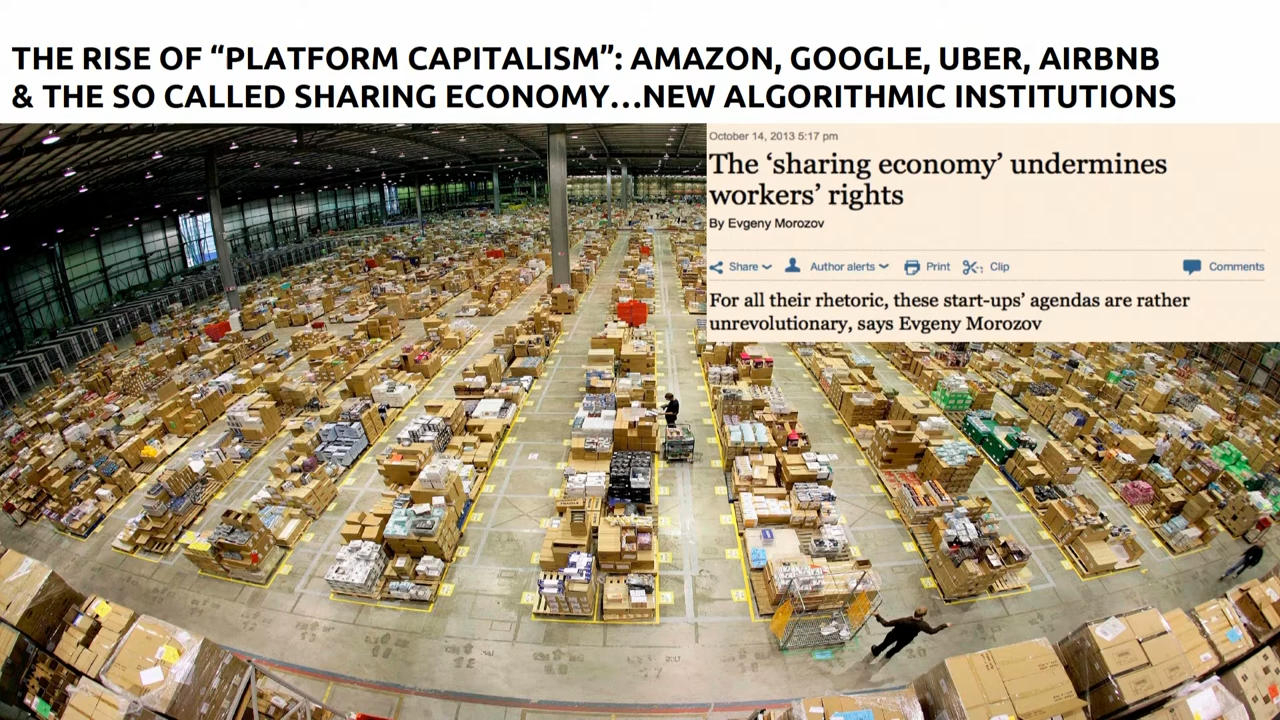 THE RISE OF “PLATFORM CAPITALISM”: AMAZON, GOOGLE, UBER, AIRBNB
& THE SO CALLED SHARING ECONOMY…NEW ALGORITHMIC INSTITUTIONS
October 14, 2013 5:17 pm
The ‘sharing economy’ undermines
workers’ rights
By Evgeny Morozov
Share Author alerts Print Clip Comments
For all their rhetoric, these start-ups’ agendas are rather
unrevolutionary, says Evgeny Morozov